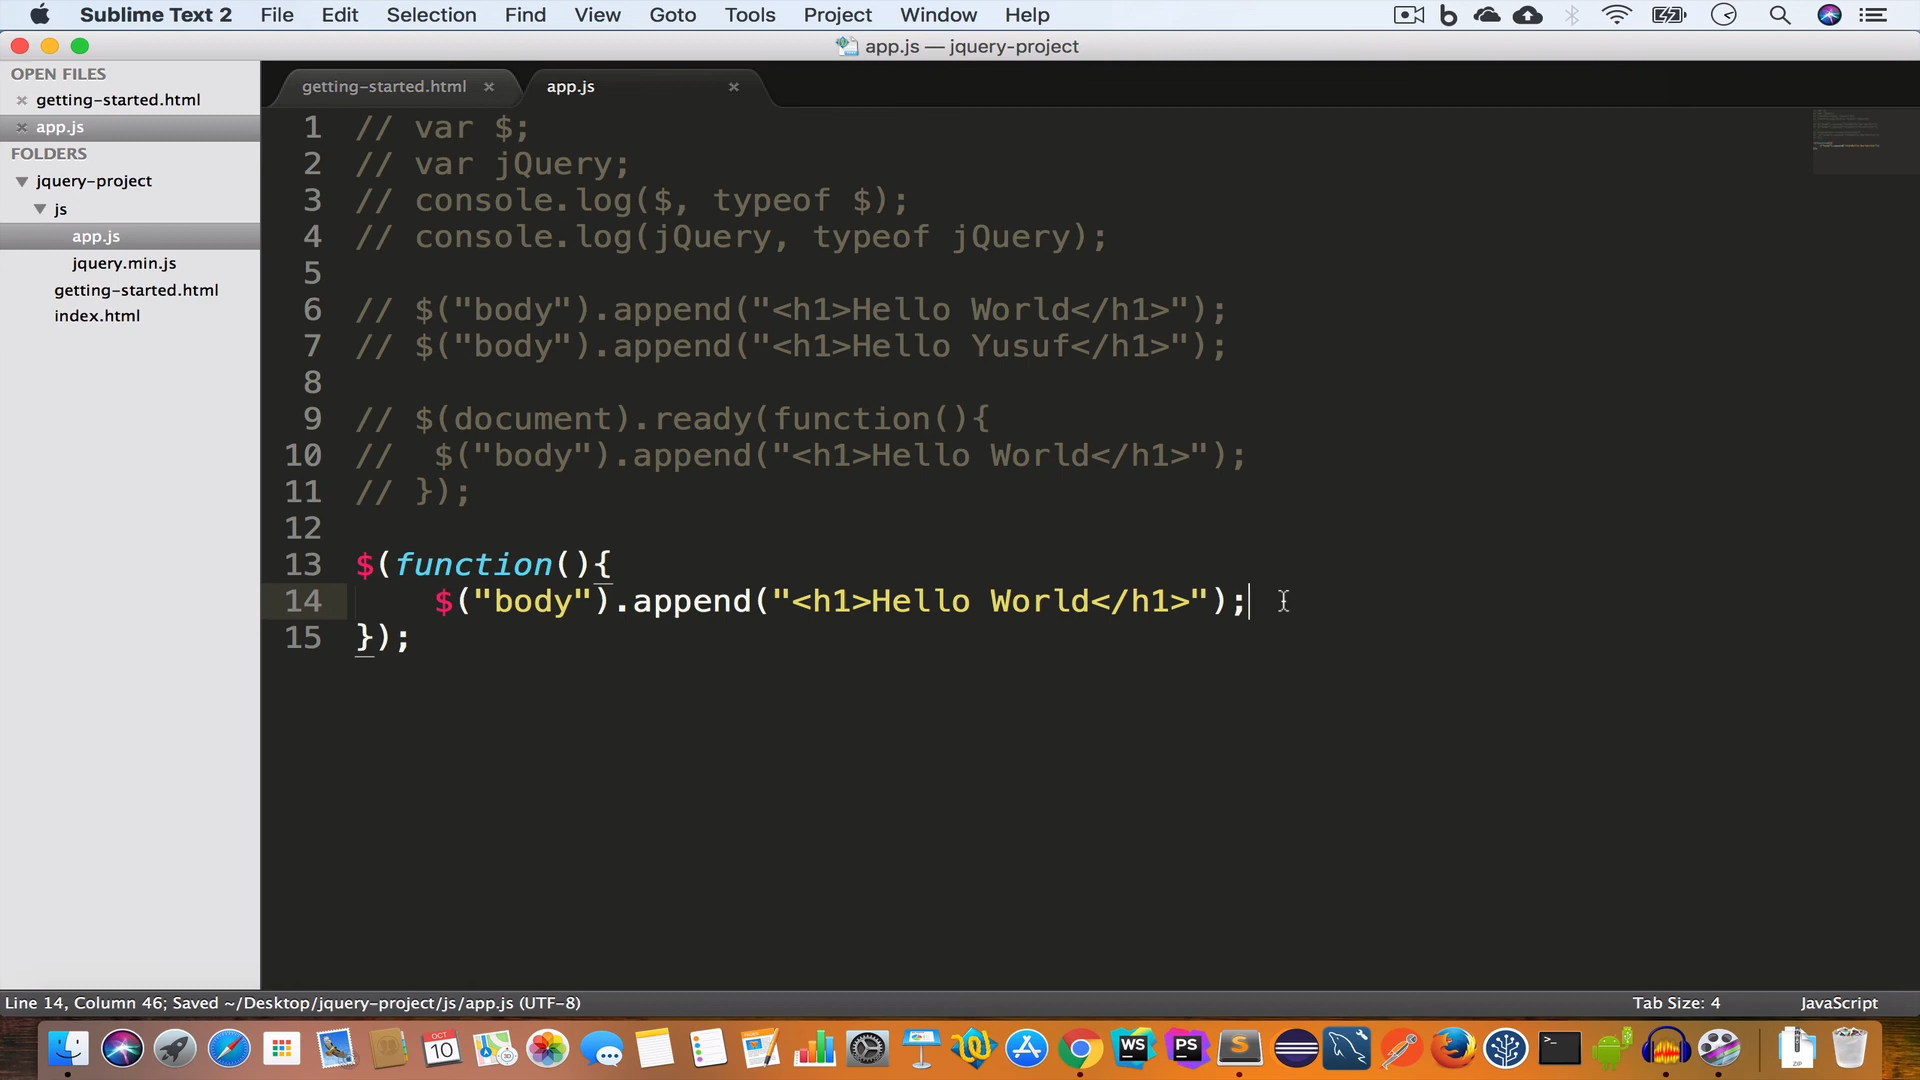 Sublime Text 2 File Edit Selection Find View Goto Tools Project Window Help
app.js — jquery-project
OPEN FILES
getting-started.html
app.js
FOLDERS
jquery-project
js
app.js
jquery.min.js
getting-started.html
index.html
getting-started.html app.js
1 // var $;
2 // var jQuery;
3 // console.log($, typeof $);
4 // console.log(jQuery, typeof jQuery);
5
6 // $("body").append("<h1>Hello World</h1>");
7 // $("body").append("<h1>Hello Yusuf</h1>");
8
9 // $(document).ready(function(){
10 //  $("body").append("<h1>Hello World</h1>");
11 // });
12
13 $(function(){
14     $("body").append("<h1>Hello World</h1>");
15 });
Line 14, Column 46; Saved ~/Desktop/jquery-project/js/app.js (UTF-8) Tab Size: 4 JavaScript
OCT
10
3D
WS
PS
S
>_
ZIP